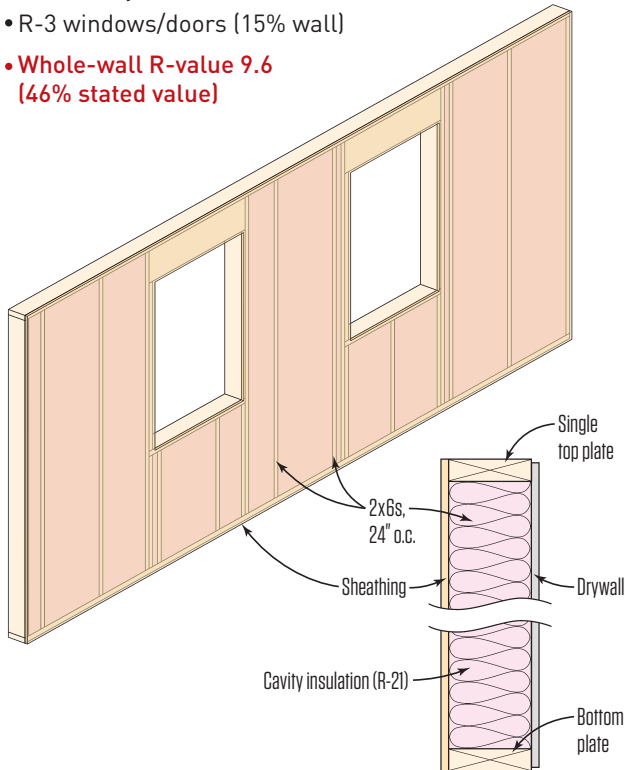 • R-3 windows/doors (15% wall)
• Whole-wall R-value 9.6
(46% stated value)
Single
top plate
2x6s,
24" o.c.
Sheathing
Drywall
Cavity insulation (R-21)
Bottom
plate